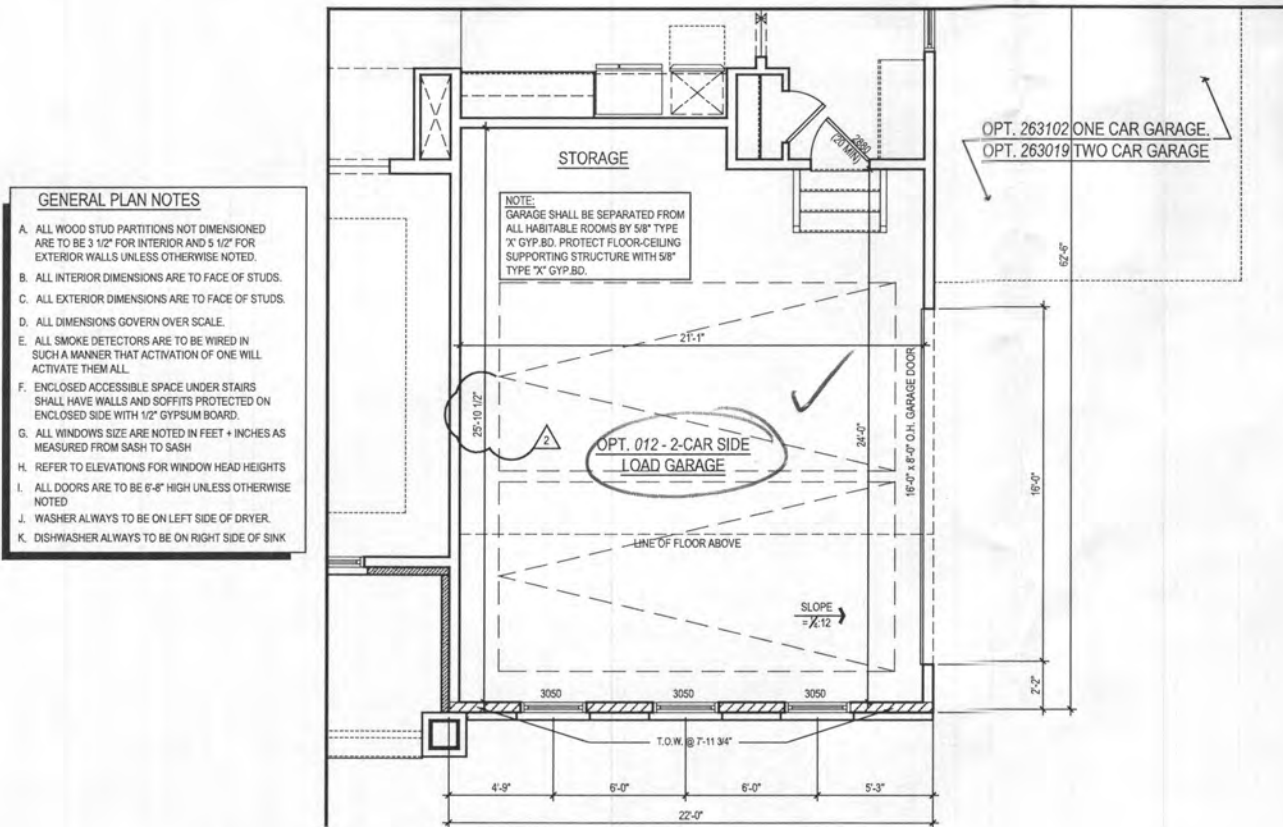 GENERAL PLAN NOTES
A. ALL WOOD STUD PARTITIONS NOT DIMENSIONED
ARE TO BE 3 1/2" FOR INTERIOR AND 5 1/2" FOR
EXTERIOR WALLS UNLESS OTHERWISE NOTED.
B. ALL INTERIOR DIMENSIONS ARE TO FACE OF STUDS.
C. ALL EXTERIOR DIMENSIONS ARE TO FACE OF STUDS.
D. ALL DIMENSIONS GOVERN OVER SCALE.
E. ALL SMOKE DETECTORS ARE TO BE WIRED IN
SUCH A MANNER THAT ACTIVATION OF ONE WILL
ACTIVATE THEM ALL.
F. ENCLOSED ACCESSIBLE SPACE UNDER STAIRS
SHALL HAVE WALLS AND SOFFITS PROTECTED ON
ENCLOSED SIDE WITH 1/2" GYPSUM BOARD.
G. ALL WINDOWS SIZE ARE NOTED IN FEET + INCHES AS
MEASURED FROM SASH TO SASH
H. REFER TO ELEVATIONS FOR WINDOW HEAD HEIGHTS
I. ALL DOORS ARE TO BE 6'-8" HIGH UNLESS OTHERWISE
NOTED
J. WASHER ALWAYS TO BE ON LEFT SIDE OF DRYER.
K. DISHWASHER ALWAYS TO BE ON RIGHT SIDE OF SINK
STORAGE
2880
(20 MIN)
OPT. 263102 ONE CAR GARAGE.
OPT. 263019 TWO CAR GARAGE
NOTE:
GARAGE SHALL BE SEPARATED FROM
ALL HABITABLE ROOMS BY 5/8" TYPE
'X' GYP.BD. PROTECT FLOOR-CEILING
SUPPORTING STRUCTURE WITH 5/8"
TYPE "X" GYP.BD.
62'-6"
21'-1"
25'-10 1/2"
2
OPT. 012 - 2-CAR SIDE
LOAD GARAGE
24'-0"
16'-0" x 8'-0" O.H. GARAGE DOOR
16'-0"
LINE OF FLOOR ABOVE
SLOPE
2'-2"
3050
3050
3050
T.O.W. @ 7'-11 3/4"
4'-9"
6'-0"
6'-0"
5'-3"
22'-0"